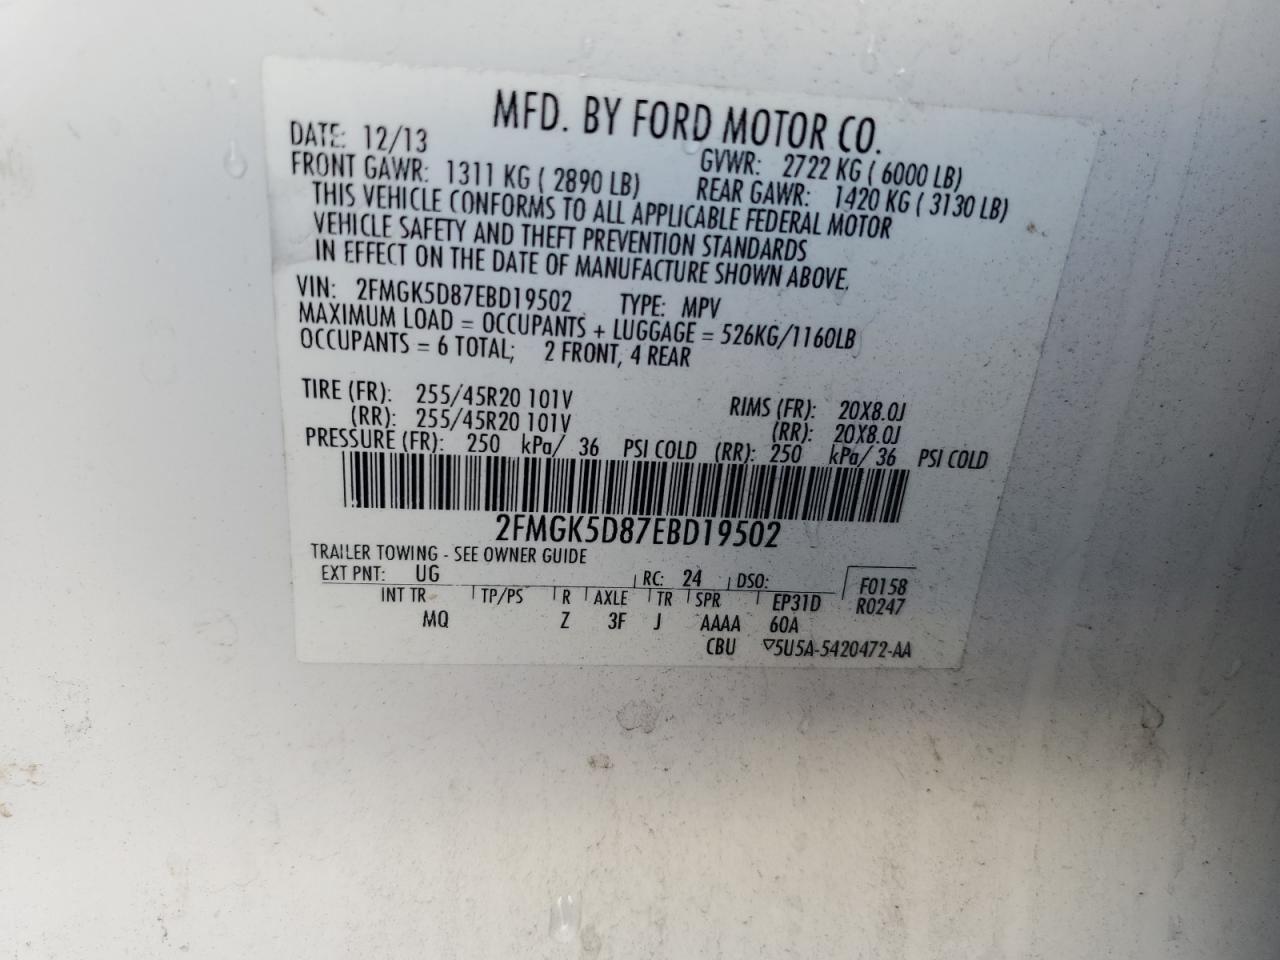 MFD. BY FORD MOTOR CO.
DATE: 12/13 GVWR: 2722 KG ( 6000 LB)
FRONT GAWR: 1311 KG ( 2890 LB) REAR GAWR: 1420 KG ( 3130 LB)
THIS VEHICLE CONFORMS TO ALL APPLICABLE FEDERAL MOTOR
VEHICLE SAFETY AND THEFT PREVENTION STANDARDS
IN EFFECT ON THE DATE OF MANUFACTURE SHOWN ABOVE.
VIN: 2FMGK5D87EBD19502 TYPE: MPV
MAXIMUM LOAD = OCCUPANTS + LUGGAGE = 526KG/1160LB
OCCUPANTS = 6 TOTAL; 2 FRONT, 4 REAR
TIRE (FR): 255/45R20 101V RIMS (FR): 20X8.0J
(RR): 255/45R20 101V (RR): 20X8.0J
PRESSURE (FR): 250 kPa/ 36 PSI COLD (RR): 250 kPa/ 36 PSI COLD
2FMGK5D87EBD19502
TRAILER TOWING - SEE OWNER GUIDE
EXT PNT: UG RC: 24 DSO: F0158
INT TR TP/PS R AXLE TR SPR EP31D R0247
MQ Z 3F J AAAA 60A
CBU ▽5U5A-5420472-AA